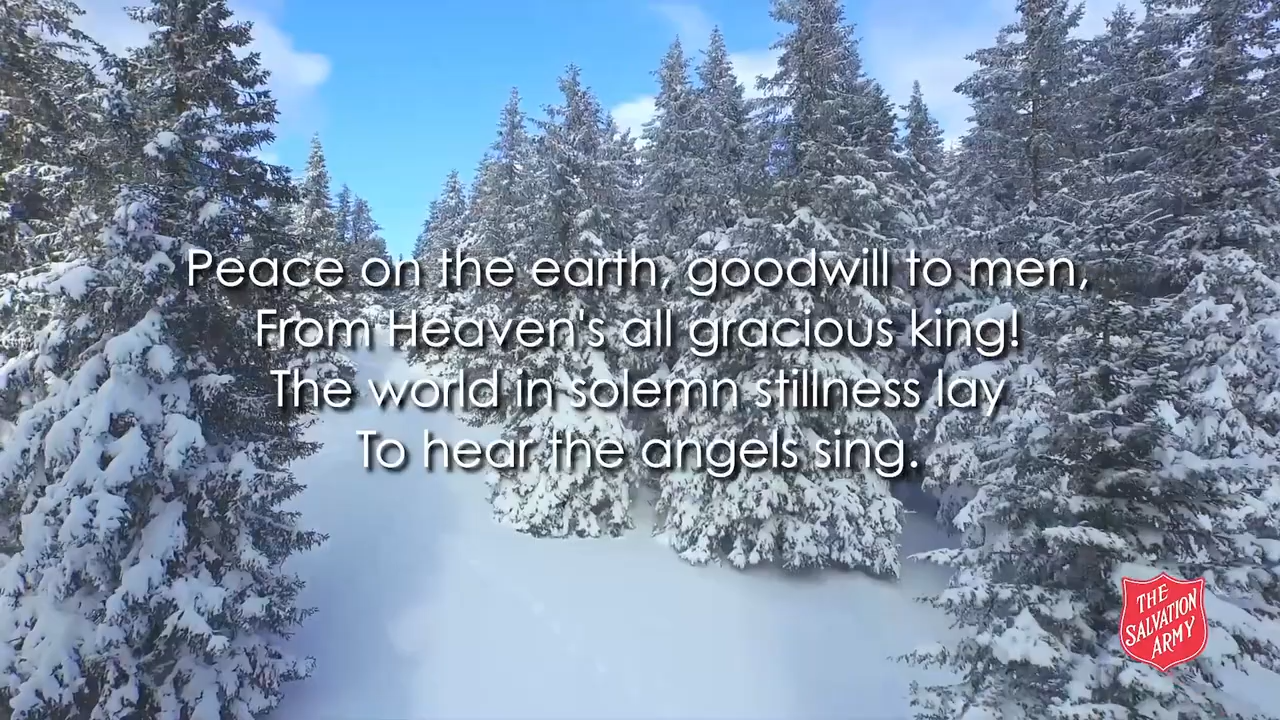 Peace on the earth, goodwill to men,
From Heaven's all gracious king!
The world in solemn stillness lay
To hear the angels sing.
THE
SALVATION
ARMY